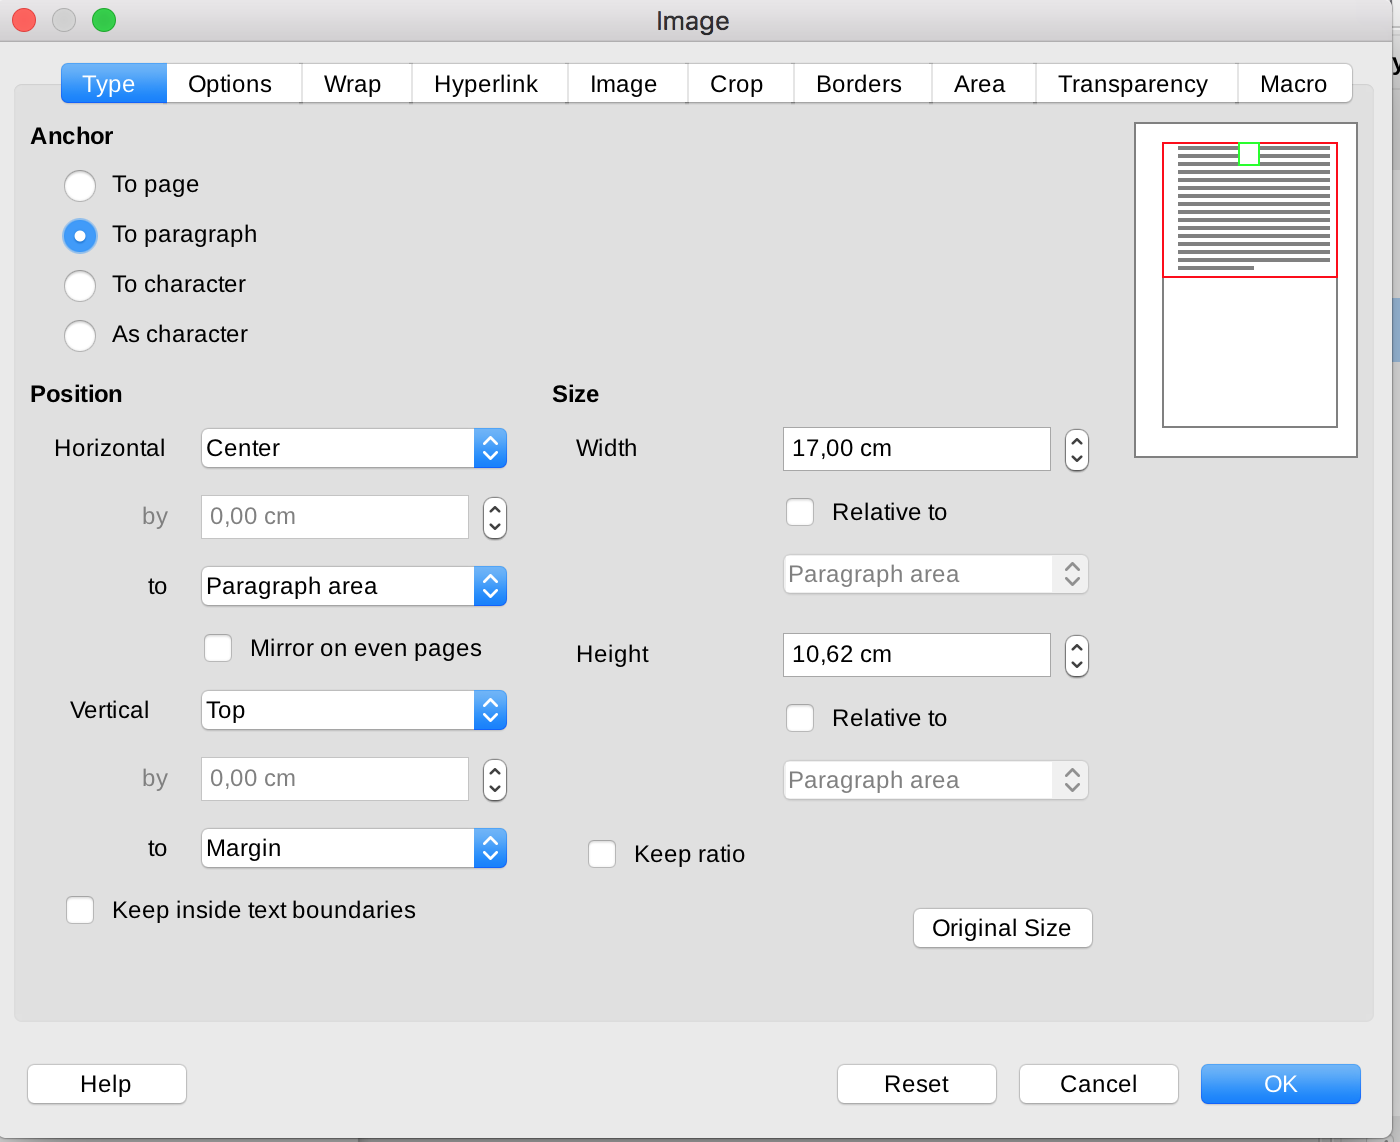 Image
Type Options Wrap Hyperlink Image Crop Borders Area Transparency Macro
Anchor
To page
To paragraph
To character
As character
Position
Horizontal Center
by 0,00 cm
to Paragraph area
Mirror on even pages
Vertical Top
by 0,00 cm
to Margin
Keep inside text boundaries
Size
Width 17,00 cm
Relative to
Paragraph area
Height 10,62 cm
Relative to
Paragraph area
Keep ratio
Original Size
Help Reset Cancel OK